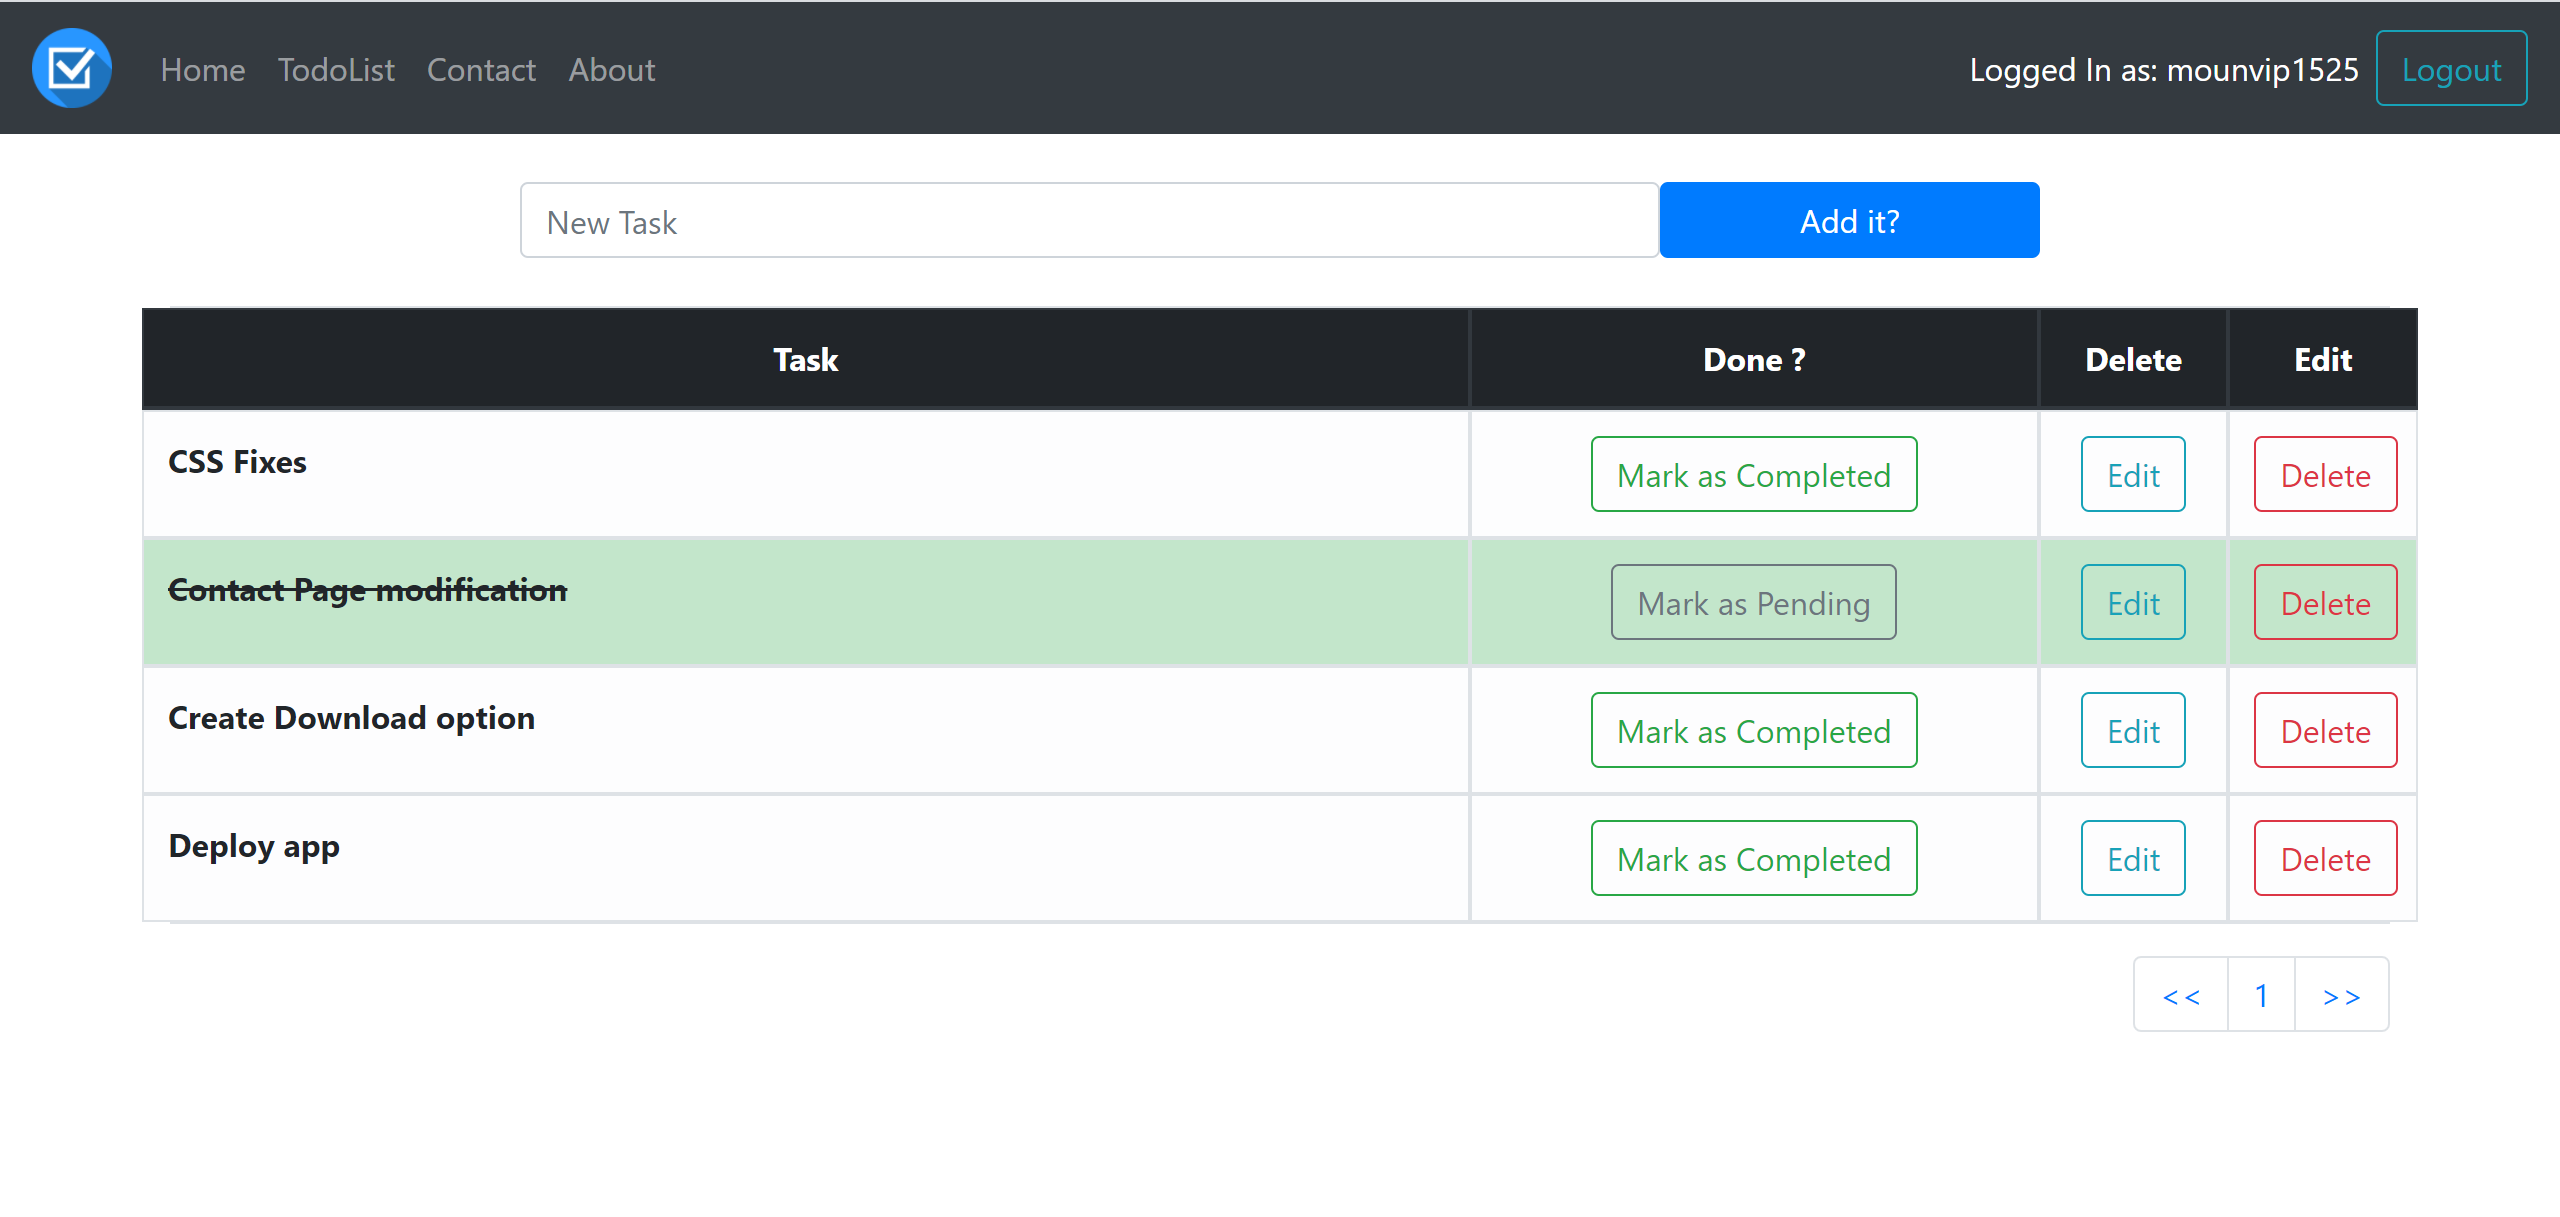 Home TodoList Contact About Logged In as: mounvip1525 Logout
New Task Add it?
Task Done ? Delete Edit
CSS Fixes Mark as Completed Edit Delete
Contact Page modification Mark as Pending Edit Delete
Create Download option Mark as Completed Edit Delete
Deploy app Mark as Completed Edit Delete
<< 1 >>